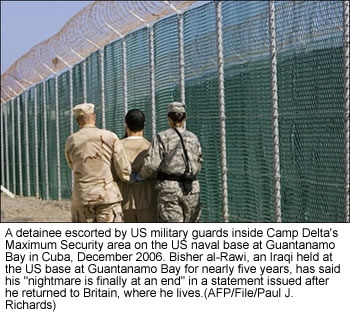 A detainee escorted by US military guards inside Camp Delta's
Maximum Security area on the US naval base at Guantanamo
Bay in Cuba, December 2006. Bisher al-Rawi, an Iraqi held at
the US base at Guantanamo Bay for nearly five years, has said
his "nightmare is finally at an end" in a statement issued after
he returned to Britain, where he lives.(AFP/File/Paul J.
Richards)